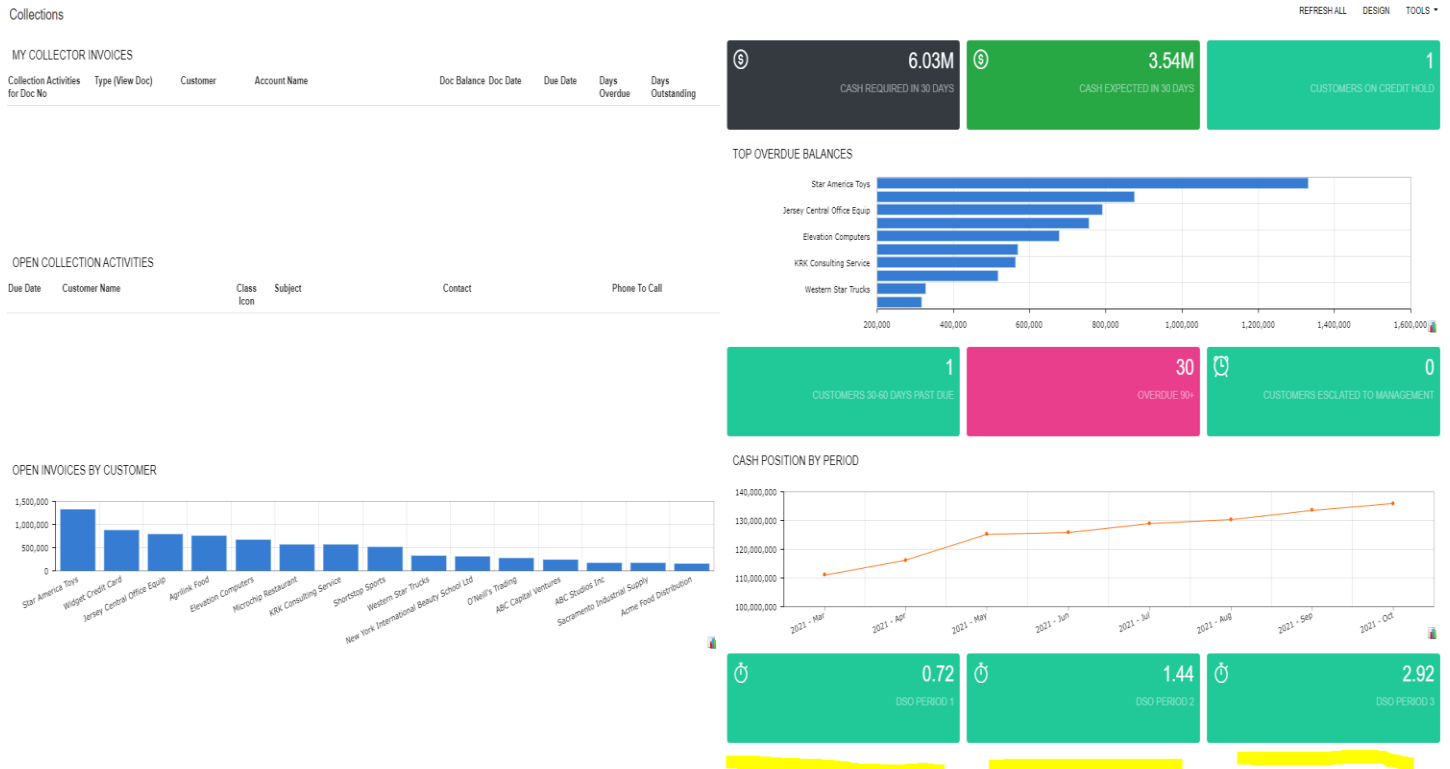 Collections
REFRESH ALL DESIGN TOOLS
MY COLLECTOR INVOICES
Collection Activities for Doc No
Type (View Doc)
Customer
Account Name
Doc Balance
Doc Date
Due Date
Days Overdue
Days Outstanding
OPEN COLLECTION ACTIVITIES
Due Date
Customer Name
Class Icon
Subject
Contact
Phone To Call
OPEN INVOICES BY CUSTOMER
1,500,000
1,000,000
500,000
0
Star America Toys
Widget Credit Card
Jersey Central Office Equip
Agrilink Food
Elevation Computers
Microchip Restaurant
KRK Consulting Service
Shortstop Sports
Western Star Trucks
New York International Beauty School Ltd
O'Neill's Trading
ABC Capital Ventures
ABC Studios Inc
Sacramento Industrial Supply
Acme Food Distribution
6.03M
CASH REQUIRED IN 30 DAYS
3.54M
CASH EXPECTED IN 30 DAYS
1
CUSTOMERS ON CREDIT HOLD
TOP OVERDUE BALANCES
Star America Toys
Jersey Central Office Equip
Elevation Computers
KRK Consulting Service
Western Star Trucks
200,000 400,000 600,000 800,000 1,000,000 1,200,000 1,400,000 1,600,000
1
CUSTOMERS 30-60 DAYS PAST DUE
30
OVERDUE 90+
0
CUSTOMERS ESCLATED TO MANAGEMENT
CASH POSITION BY PERIOD
140,000,000
130,000,000
120,000,000
110,000,000
100,000,000
2021 - Mar
2021 - Apr
2021 - May
2021 - Jun
2021 - Jul
2021 - Aug
2021 - Sep
2021 - Oct
0.72
DSO PERIOD 1
1.44
DSO PERIOD 2
2.92
DSO PERIOD 3